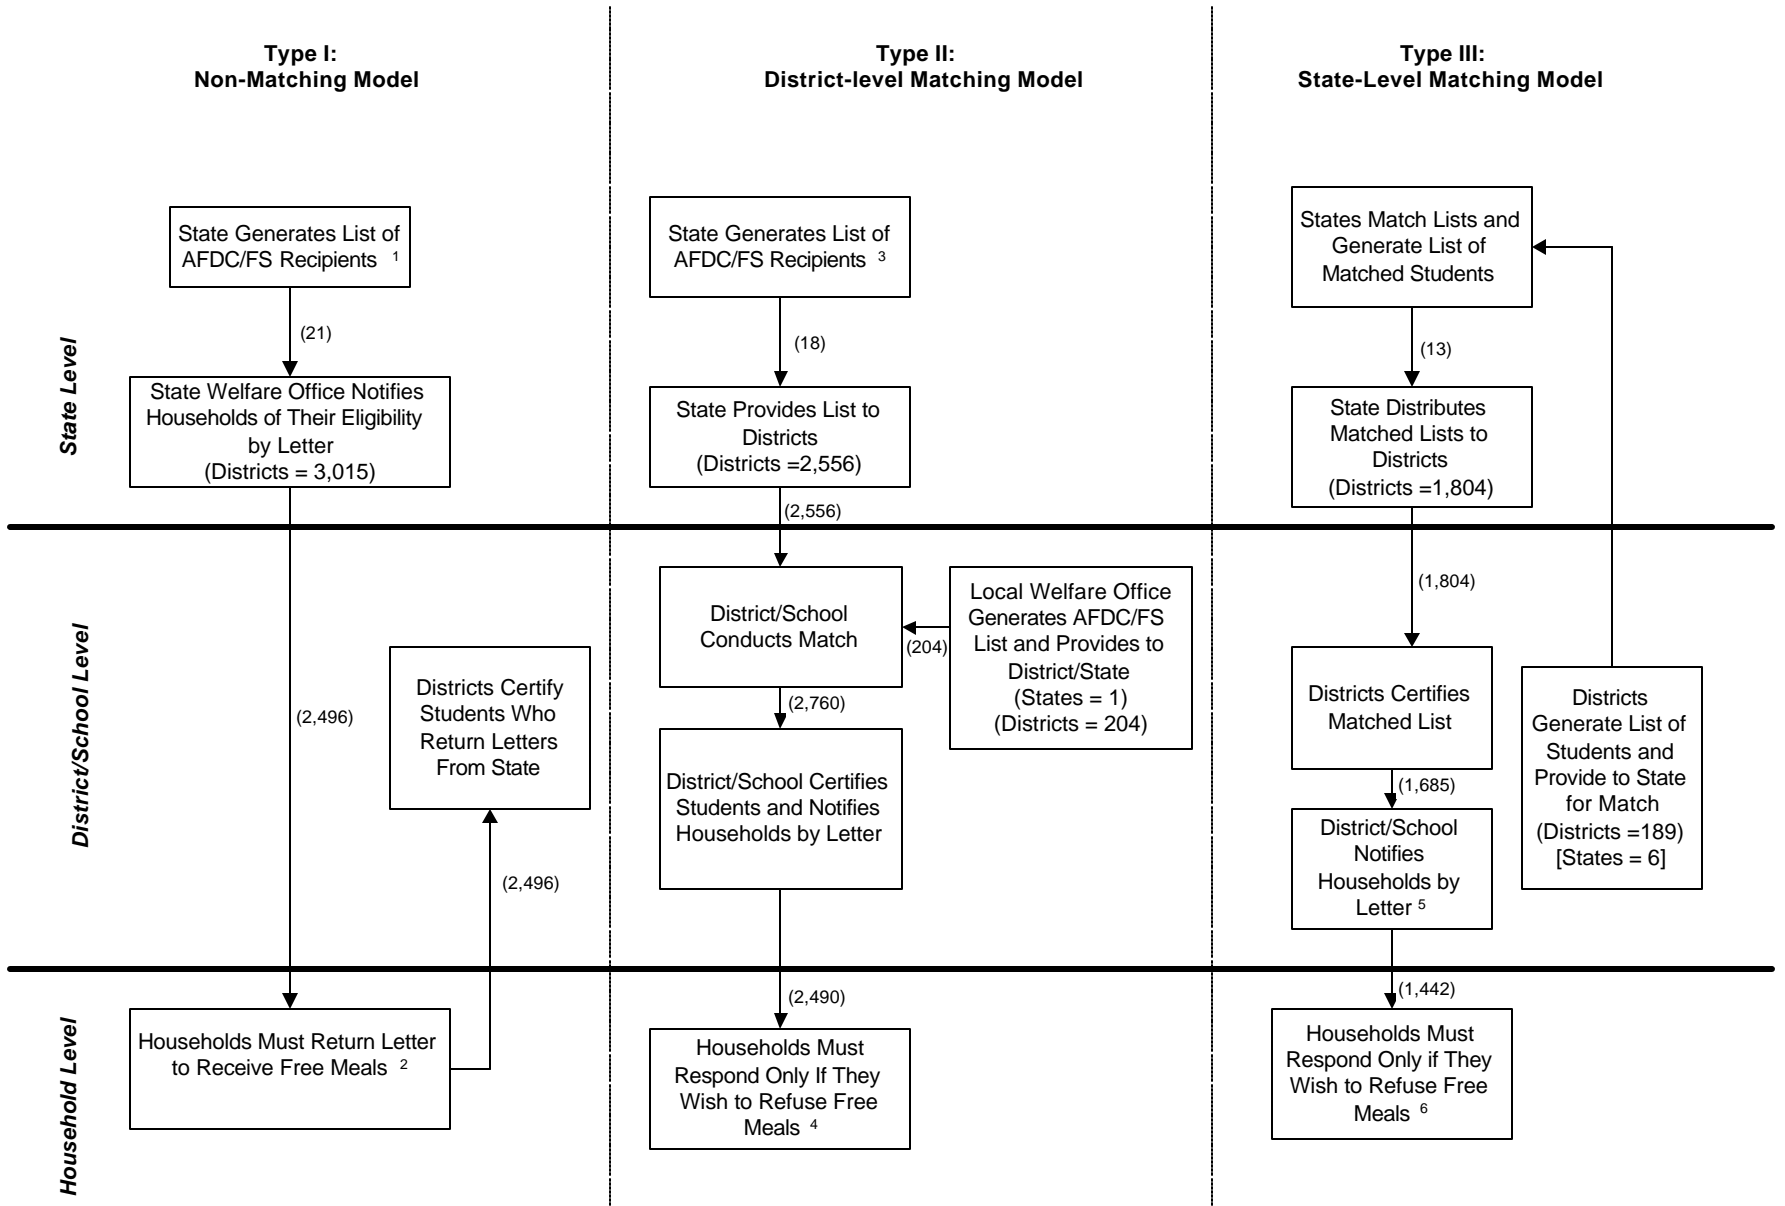 Type I:
Non-Matching Model
State Generates List of
AFDC/FS Recipients 1
(21)
State Welfare Office Notifies
Households of Their Eligibility
by Letter
(Districts = 3,015)
(2,496)
Districts Certify
Students Who
Return Letters
From State
(2,496)
Households Must Return Letter
to Receive Free Meals 2
Type II:
District-level Matching Model
State Generates List of
AFDC/FS Recipients 3
(18)
State Provides List to
Districts
(Districts =2,556)
(2,556)
District/School
Conducts Match
(204)
Local Welfare Office
Generates AFDC/FS
List and Provides to
District/State
(States = 1)
(Districts = 204)
(2,760)
District/School Certifies
Students and Notifies
Households by Letter
(2,490)
Households Must
Respond Only If They
Wish to Refuse Free
Meals 4
Type III:
State-Level Matching Model
States Match Lists and
Generate List of
Matched Students
(13)
State Distributes
Matched Lists to
Districts
(Districts =1,804)
(1,804)
Districts Certifies
Matched List
(1,685)
District/School
Notifies
Households by
Letter 5
Districts
Generate List of
Students and
Provide to State
for Match
(Districts =189)
[States = 6]
(1,442)
Households Must
Respond Only if They
Wish to Refuse Free
Meals 6
State Level
District/School Level
Household Level